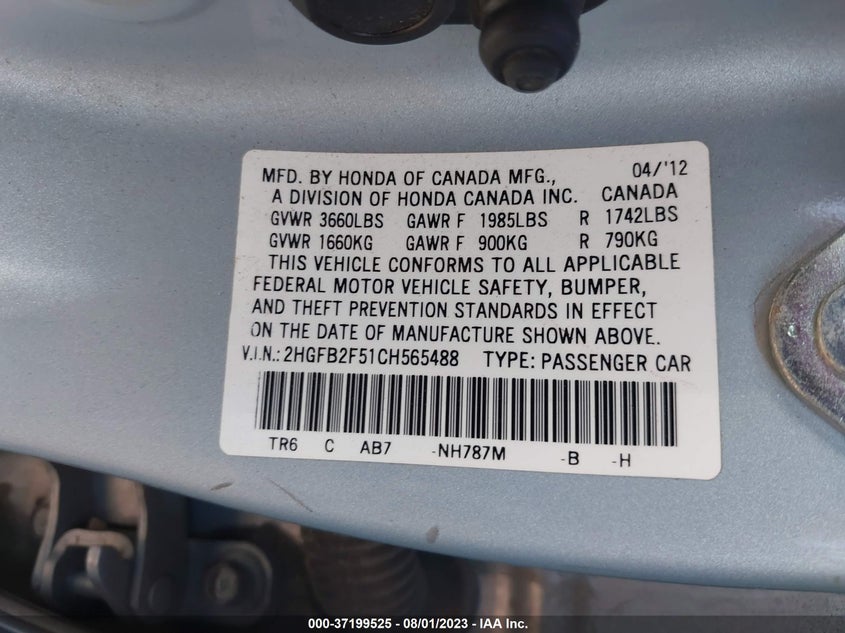 MFD. BY HONDA OF CANADA MFG., 04/'12
A DIVISION OF HONDA CANADA INC. CANADA
GVWR 3660LBS GAWR F 1985LBS R 1742LBS
GVWR 1660KG GAWR F 900KG R 790KG
THIS VEHICLE CONFORMS TO ALL APPLICABLE
FEDERAL MOTOR VEHICLE SAFETY, BUMPER,
AND THEFT PREVENTION STANDARDS IN EFFECT
ON THE DATE OF MANUFACTURE SHOWN ABOVE.
V.I.N.: 2HGFB2F51CH565488 TYPE: PASSENGER CAR
TR6 C AB7 -NH787M -B -H
000-37199525 - 08/01/2023 - IAA Inc.